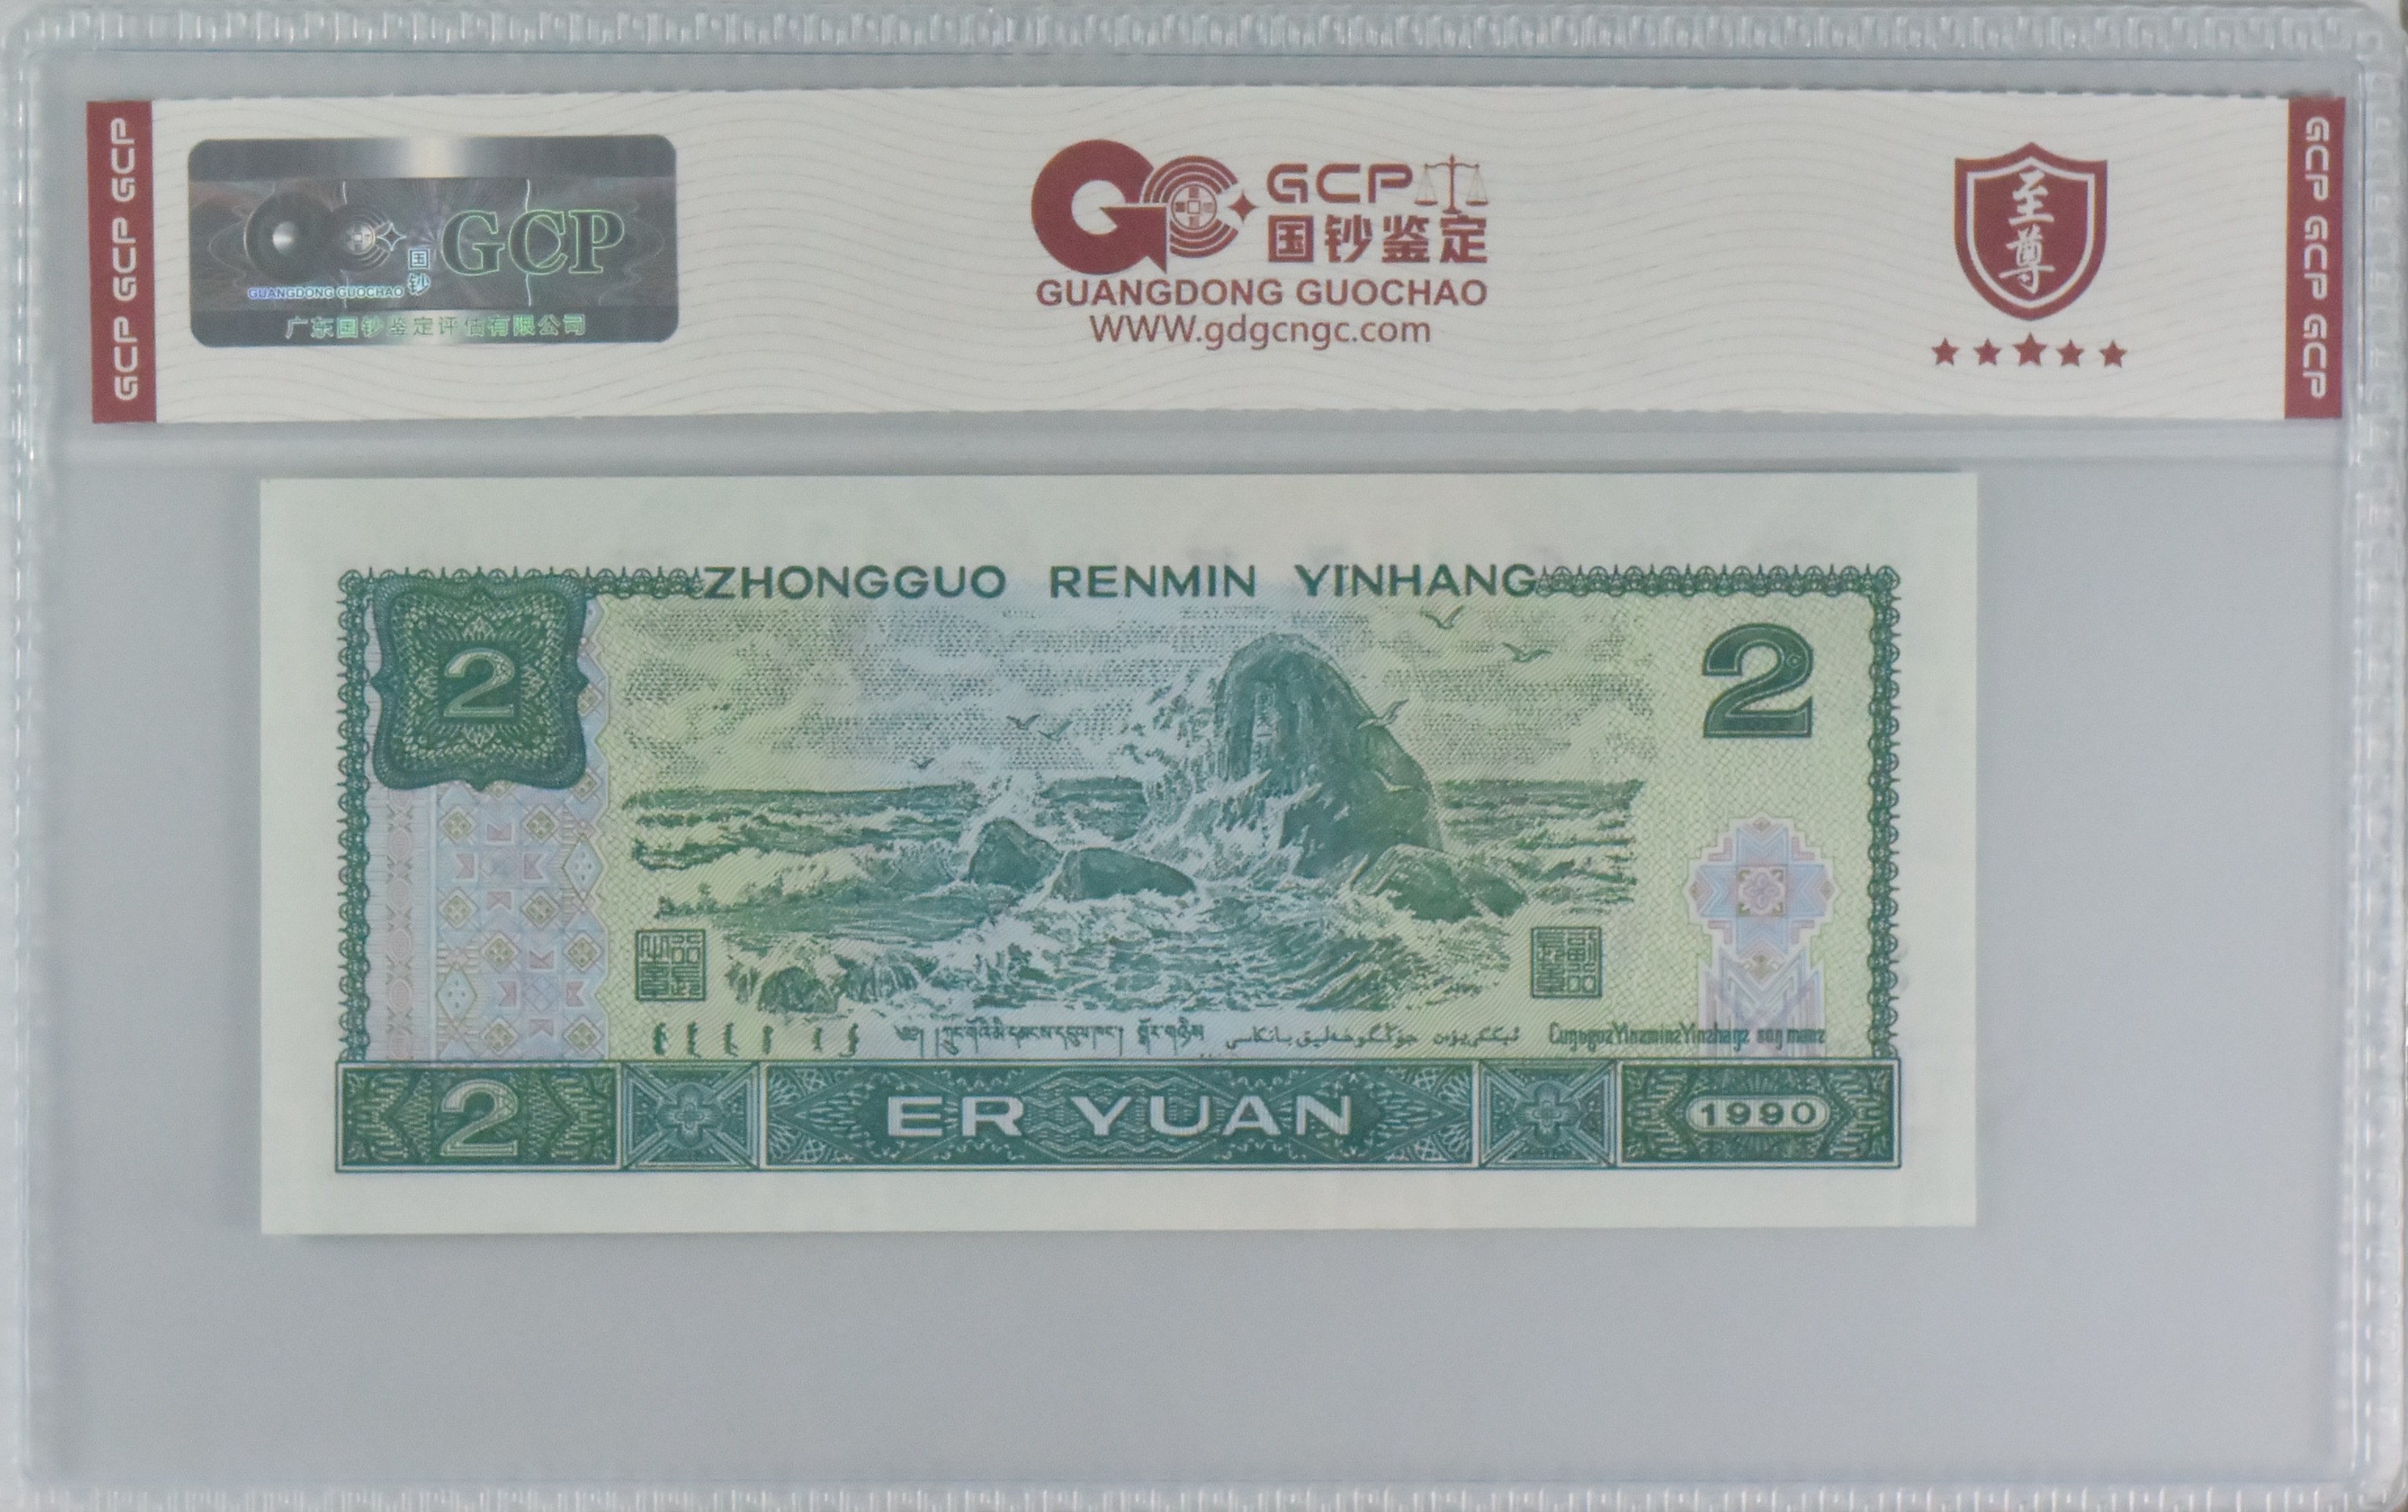 GCP GCP GCP
国钞
GCP
GUANGDONG GUOCHAO
广东国钞鉴定评估有限公司
GCP
国钞鉴定
GUANGDONG GUOCHAO
WWW.gdgcngc.com
至尊
GCP GCP GCP
ZHONGGUO RENMIN YINHANG
2
2
2
ER YUAN
1990